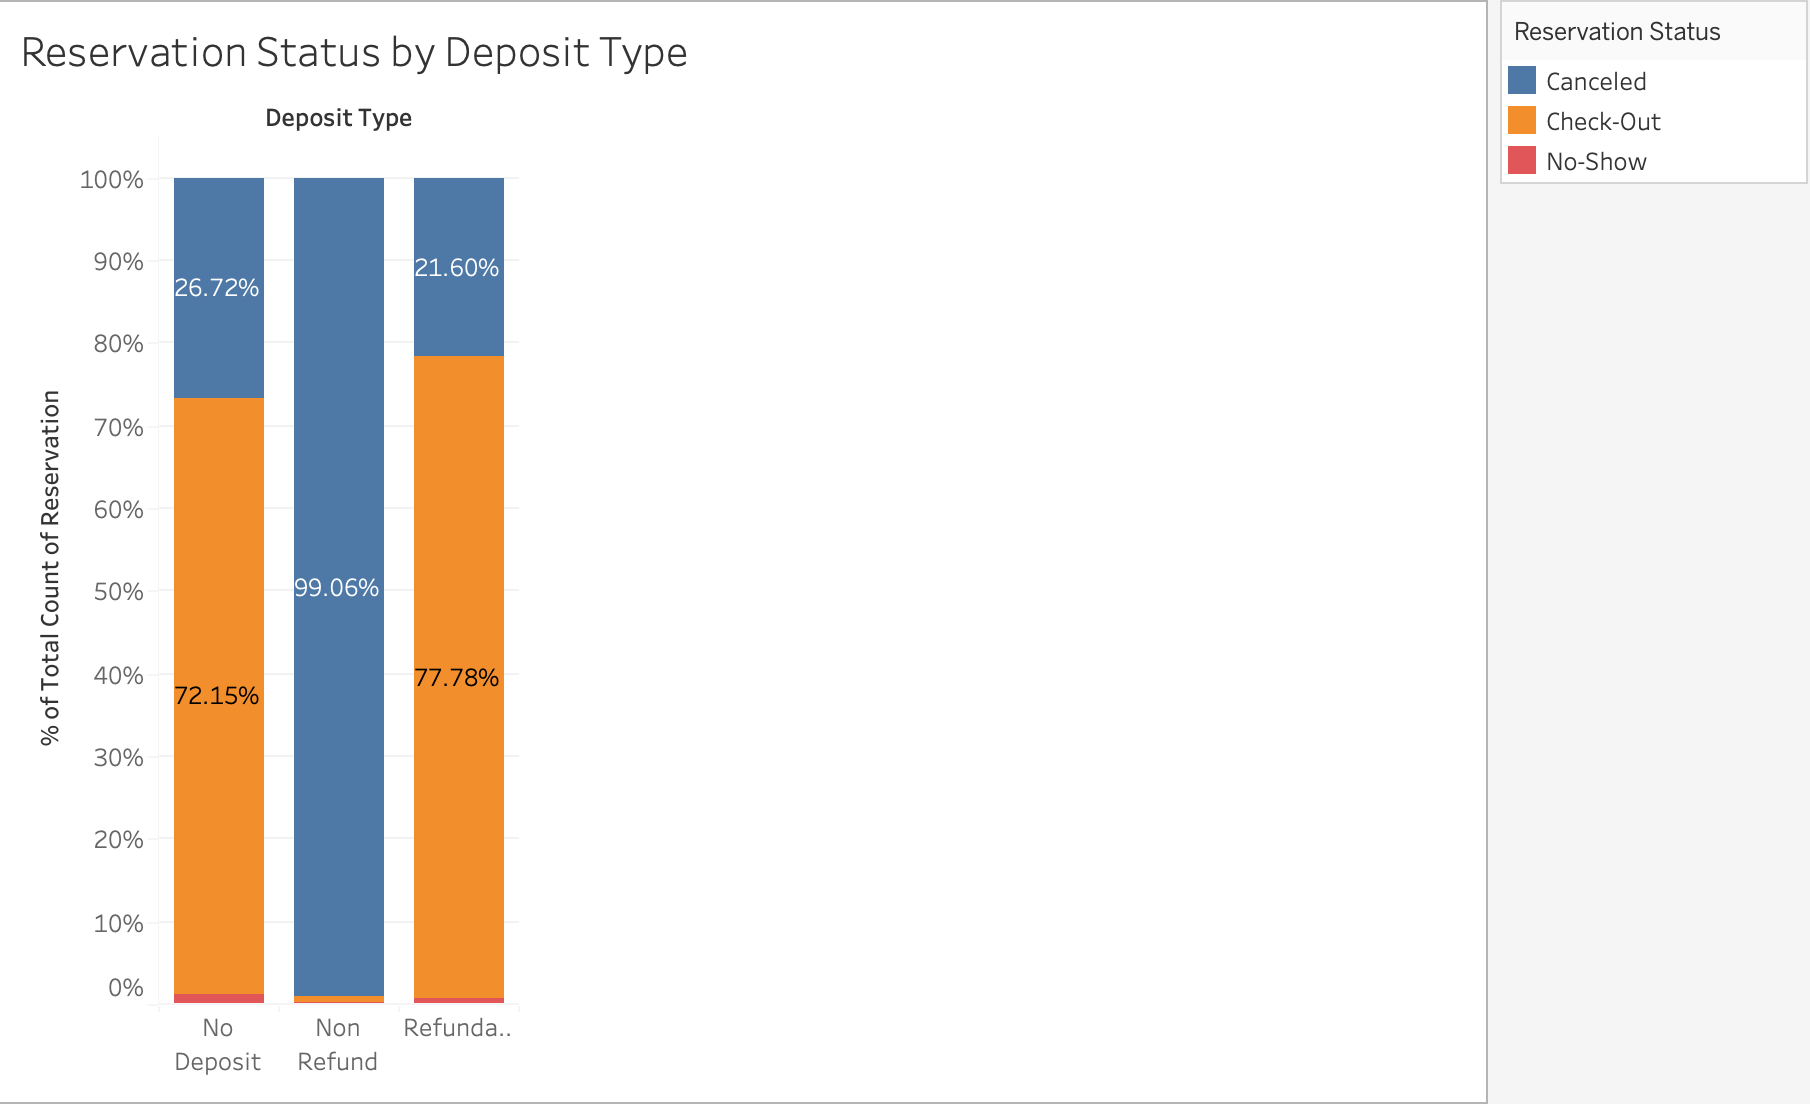 Reservation Status by Deposit Type
Deposit Type
% of Total Count of Reservation
100%
90%
80%
70%
60%
50%
40%
30%
20%
10%
0%
26.72%
72.15%
99.06%
21.60%
77.78%
No Deposit
Non Refund
Refunda..
Reservation Status
Canceled
Check-Out
No-Show